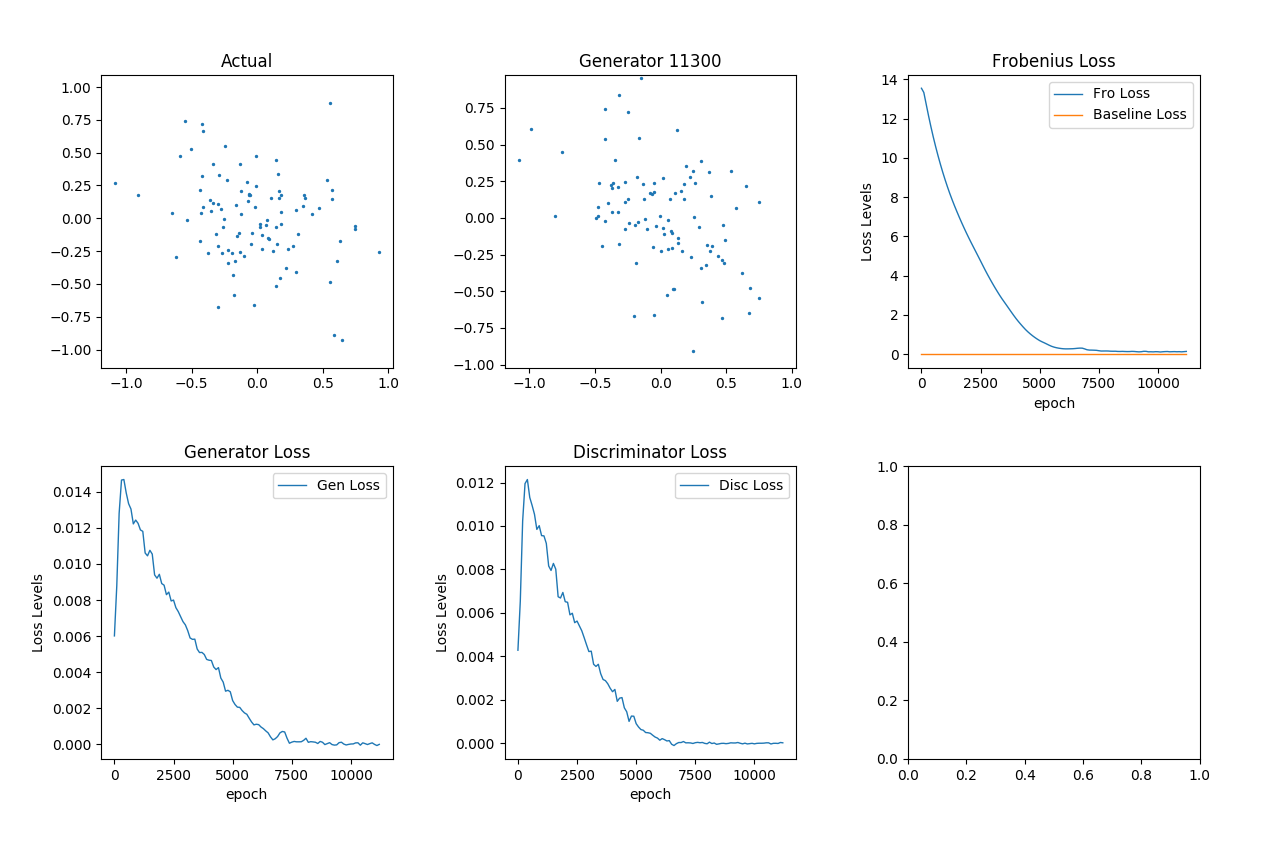 Actual
1.00
0.75
0.50
0.25
0.00
−0.25
−0.50
−0.75
−1.00
−1.0 −0.5 0.0 0.5 1.0
Generator 11300
0.75
0.50
0.25
0.00
−0.25
−0.50
−0.75
−1.00
−1.0 −0.5 0.0 0.5 1.0
Frobenius Loss
Fro Loss
Baseline Loss
Loss Levels
14
12
10
8
6
4
2
0
0 2500 5000 7500 10000
epoch
Generator Loss
Gen Loss
Loss Levels
0.014
0.012
0.010
0.008
0.006
0.004
0.002
0.000
0 2500 5000 7500 10000
epoch
Discriminator Loss
Disc Loss
Loss Levels
0.012
0.010
0.008
0.006
0.004
0.002
0.000
0 2500 5000 7500 10000
epoch
1.0
0.8
0.6
0.4
0.2
0.0
0.0 0.2 0.4 0.6 0.8 1.0